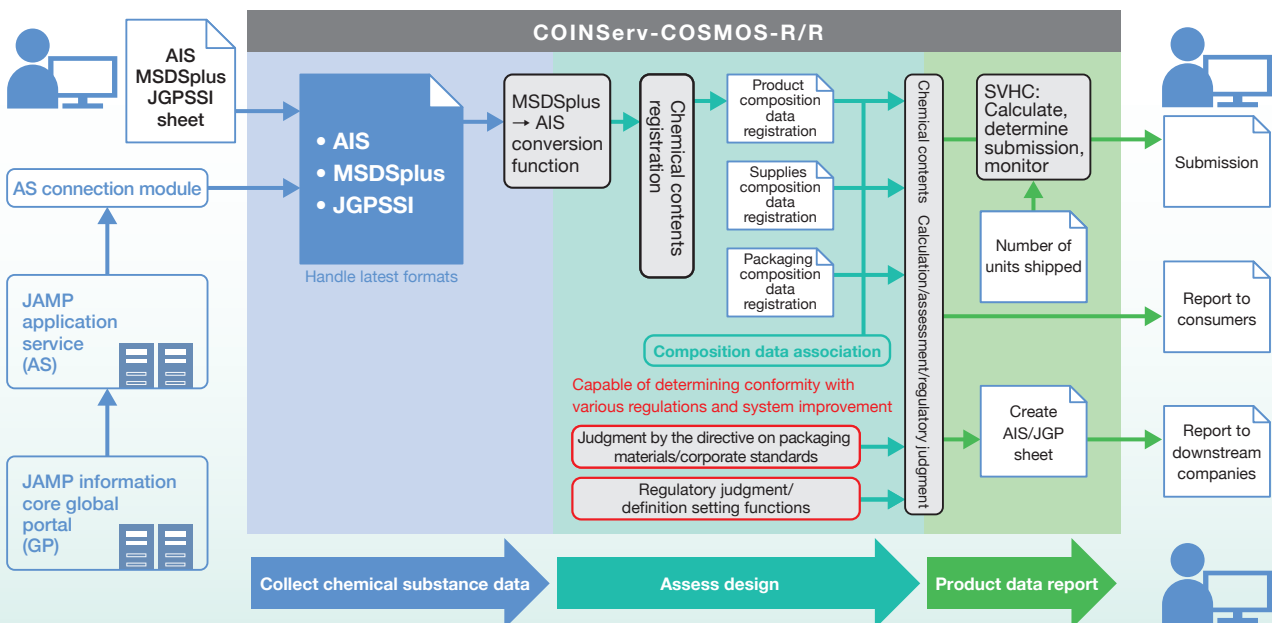 COINServ-COSMOS-R/R
AIS
MSDSplus
JGPSSI
sheet
AS connection module
JAMP
application
service
(AS)
JAMP information
core global
portal
(GP)
• AIS
• MSDSplus
• JGPSSI
Handle latest formats
MSDSplus
→ AIS
conversion
function
Chemical contents
registration
Product
composition
data
registration
Supplies
composition
data
registration
Packaging
composition
data
registration
Composition data association
Capable of determining conformity with
various regulations and system improvement
Judgment by the directive on packaging
materials/corporate standards
Regulatory judgment/
definition setting functions
Chemical contents Calculation/assessment/regulatory judgment
SVHC:
Calculate,
determine
submission,
monitor
Number of
units shipped
Create
AIS/JGP
sheet
Submission
Report to
consumers
Report to
downstream
companies
Collect chemical substance data
Assess design
Product data report